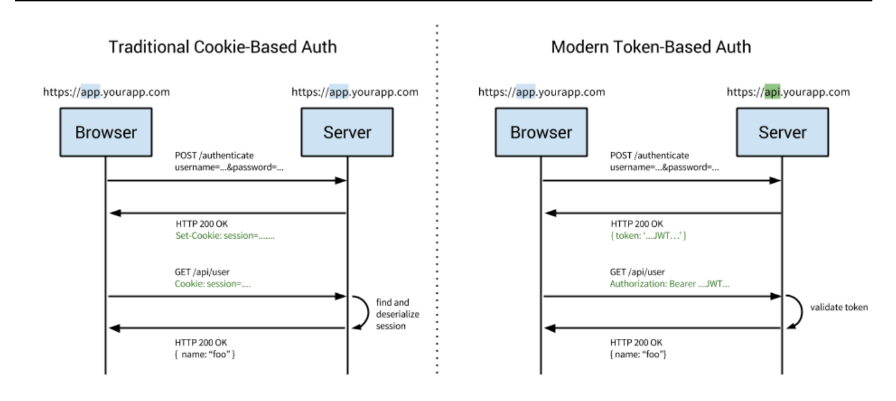 Traditional Cookie-Based Auth
https://app.yourapp.com
https://app.yourapp.com
Browser
Server
POST /authenticate
username=...&password=...
HTTP 200 OK
Set-Cookie: session=.......
GET /api/user
Cookie: session=....
find and
deserialize
session
HTTP 200 OK
{ name: “foo” }
Modern Token-Based Auth
https://app.yourapp.com
https://api.yourapp.com
Browser
Server
POST /authenticate
username=...&password=...
HTTP 200 OK
{ token: ‘...JWT...’ }
GET /api/user
Authorization: Bearer ...JWT...
validate token
HTTP 200 OK
{ name: “foo”}